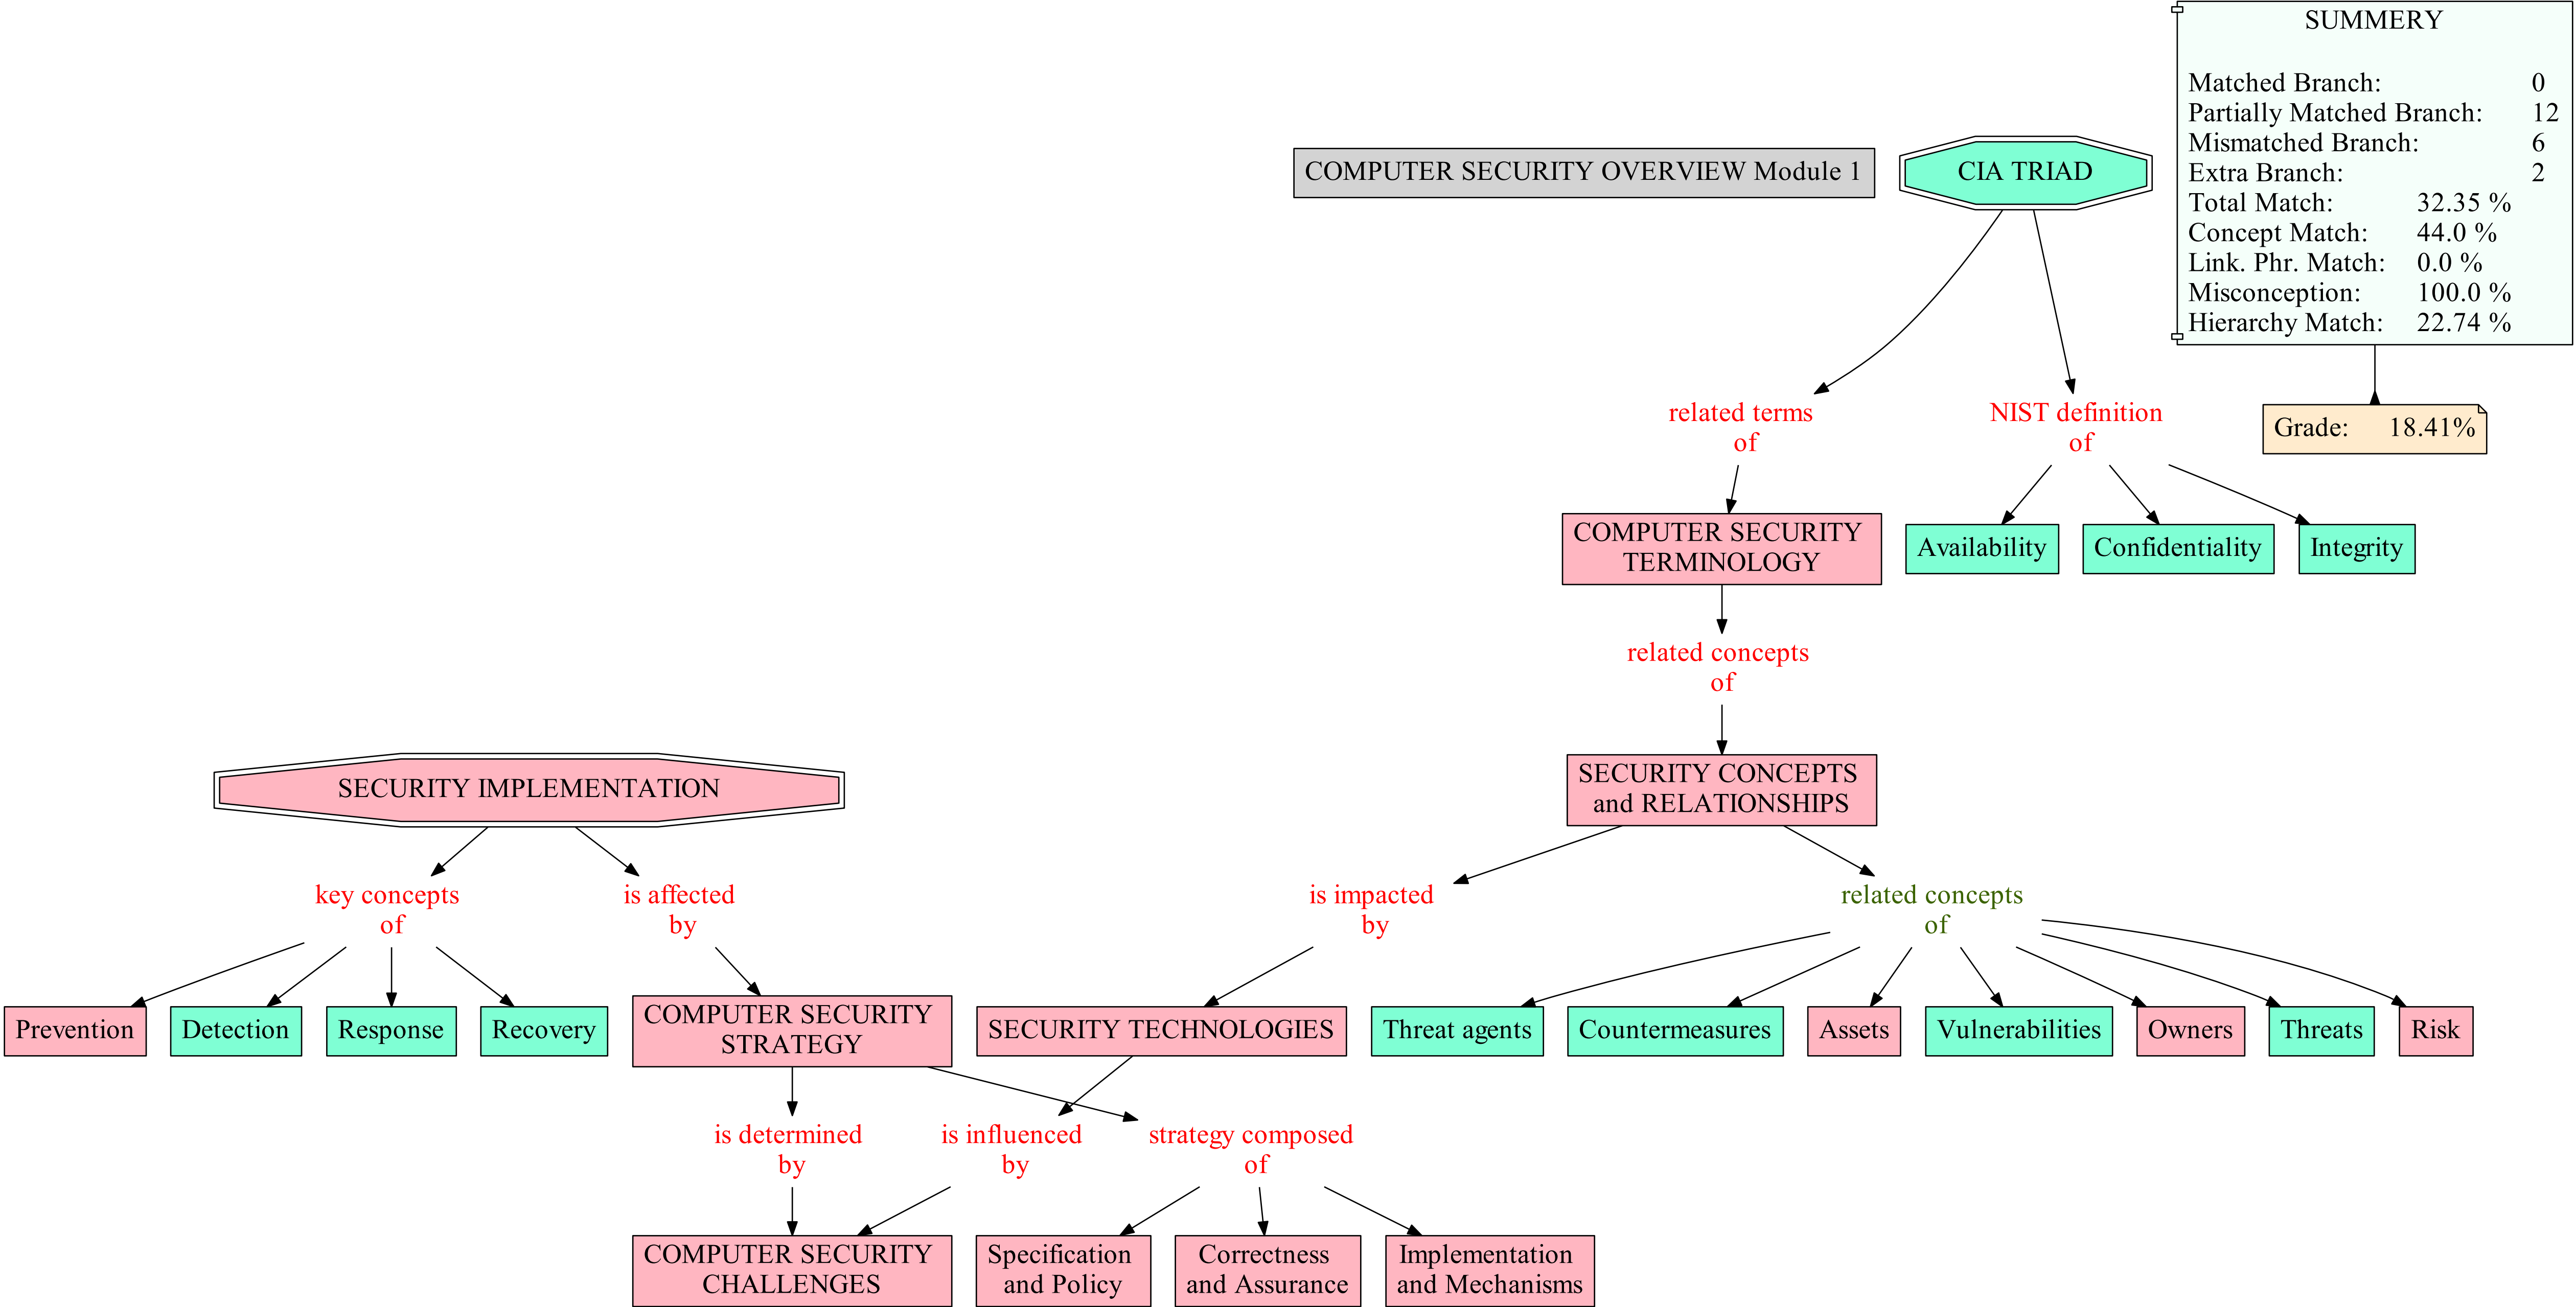 SUMMERY
Matched Branch: 0
Partially Matched Branch: 12
Mismatched Branch: 6
Extra Branch: 2
Total Match: 32.35 %
Concept Match: 44.0 %
Link. Phr. Match: 0.0 %
Misconception: 100.0 %
Hierarchy Match: 22.74 %
COMPUTER SECURITY OVERVIEW Module 1
CIA TRIAD
related terms
of
NIST definition
of
Grade: 18.41%
COMPUTER SECURITY
TERMINOLOGY
Availability
Confidentiality
Integrity
related concepts
of
SECURITY IMPLEMENTATION
SECURITY CONCEPTS
and RELATIONSHIPS
key concepts
of
is affected
by
is impacted
by
related concepts
of
Prevention
Detection
Response
Recovery
COMPUTER SECURITY
STRATEGY
SECURITY TECHNOLOGIES
Threat agents
Countermeasures
Assets
Vulnerabilities
Owners
Threats
Risk
is determined
by
is influenced
by
strategy composed
of
COMPUTER SECURITY
CHALLENGES
Specification
and Policy
Correctness
and Assurance
Implementation
and Mechanisms